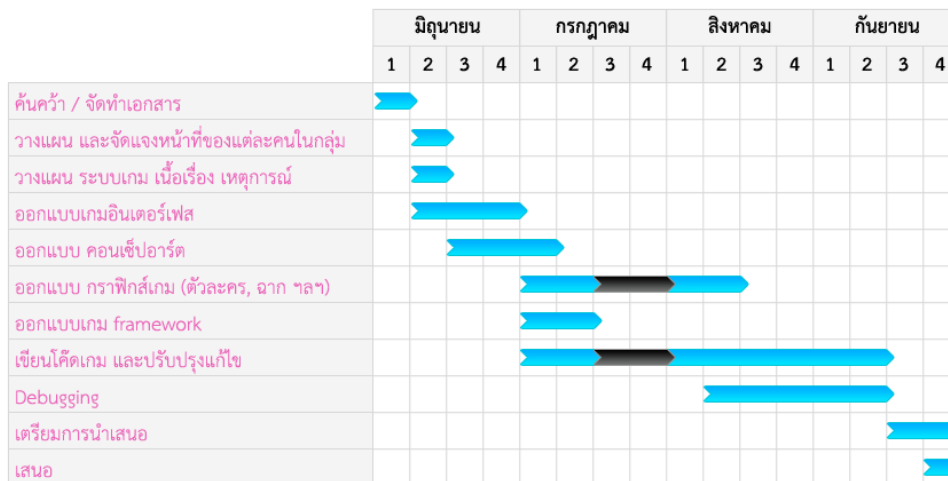 มิถุนายน กรกฎาคม สิงหาคม กันยายน
1 2 3 4 1 2 3 4 1 2 3 4 1 2 3 4
ค้นคว้า / จัดทำเอกสาร
วางแผน และจัดแจงหน้าที่ของแต่ละคนในกลุ่ม
วางแผน ระบบเกม เนื้อเรื่อง เหตุการณ์
ออกแบบเกมอินเตอร์เฟส
ออกแบบ คอนเซ็ปอาร์ต
ออกแบบ กราฟิกส์เกม (ตัวละคร, ฉาก ฯลฯ)
ออกแบบเกม framework
เขียนโค๊ดเกม และปรับปรุงแก้ไข
Debugging
เตรียมการนำเสนอ
เสนอ